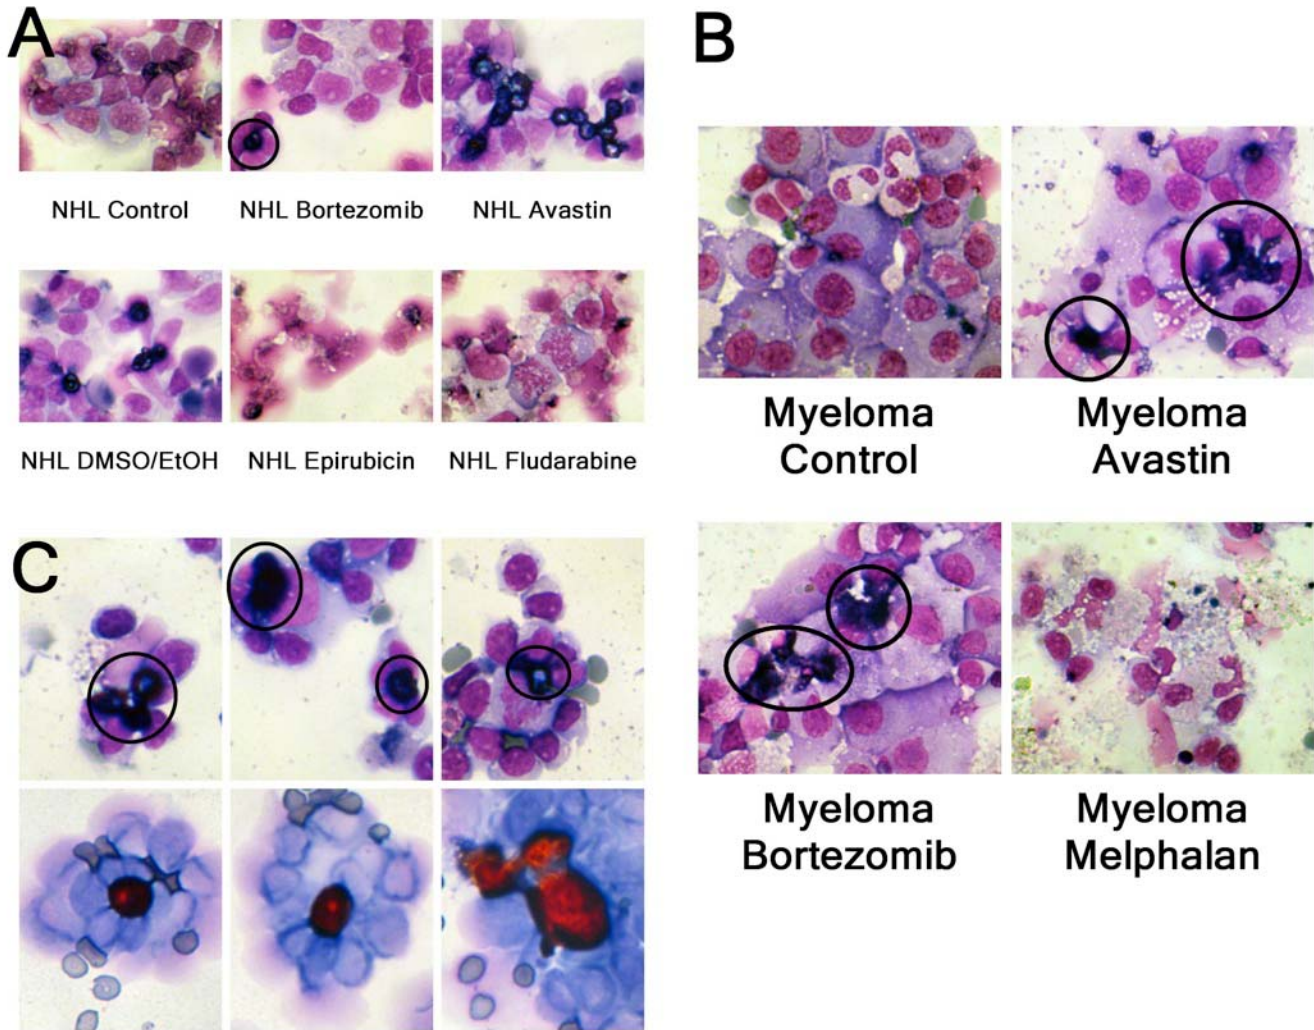 A
NHL Control
NHL Bortezomib
NHL Avastin
NHL DMSO/EtOH
NHL Epirubicin
NHL Fludarabine
B
Myeloma
Control
Myeloma
Avastin
Myeloma
Bortezomib
Myeloma
Melphalan
C